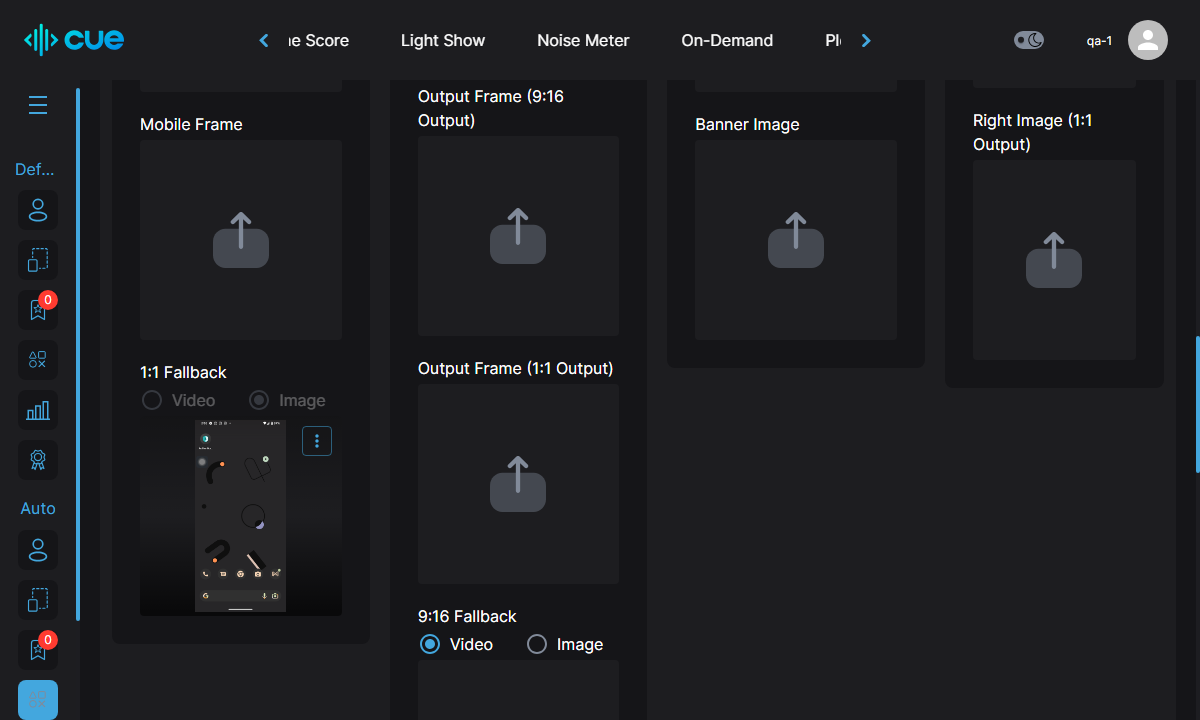 cue
ne Score
Light Show
Noise Meter
On-Demand
qa-1
Def...
0
Auto
0
Mobile Frame
1:1 Fallback
Video
Image
Output Frame (9:16
Output)
Output Frame (1:1 Output)
9:16 Fallback
Video
Image
Banner Image
Right Image (1:1
Output)